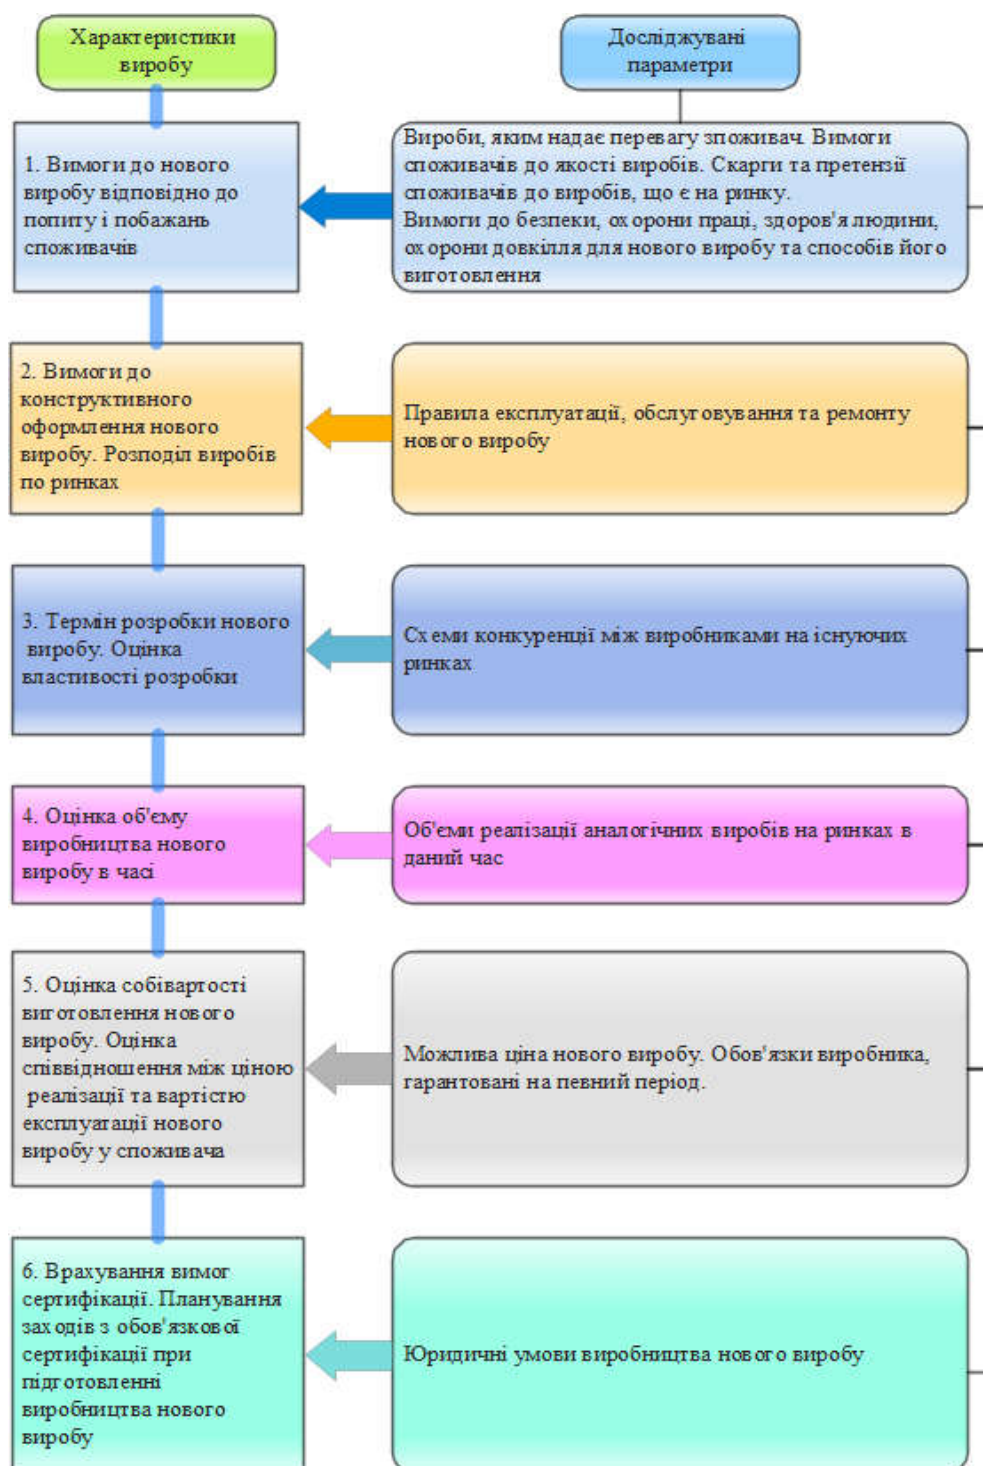 Характеристики
виробу
Досліджувані
параметри
1. Вимоги до нового
виробу відповідно до
попиту і побажань
споживачів
Вироби, яким надає перевагу зпоживач. Вимоги
споживачів до якості виробів. Скарги та претензії
споживачів до виробів, що є на ринку.
Вимоги до безпеки, охорони праці, здоров'я людини,
охорони довкілля для нового виробу та способів його
виготовлення
2. Вимоги до
конструктивного
оформлення нового
виробу. Розподіл виробів
по ринках
Правила експлуатації, обслуговування та ремонту
нового виробу
3. Термін розробки нового
виробу. Оцінка
властивості розробки
Схеми конкуренції між виробниками на існуючих
ринках
4. Оцінка об'єму
виробництва нового
виробу в часі
Об'єми реалізації аналогічних виробів на ринках в
даний час
5. Оцінка собівартості
виготовлення нового
виробу. Оцінка
співвідношення між ціною
реалізації та вартістю
експлуатації нового
виробу у споживача
Можлива ціна нового виробу. Обов'язки виробника,
гарантовані на певний період.
6. Врахування вимог
сертифікації. Планування
заходів з обов'язкової
сертифікації при
підготовленні
виробництва нового
виробу
Юридичні умови виробництва нового виробу